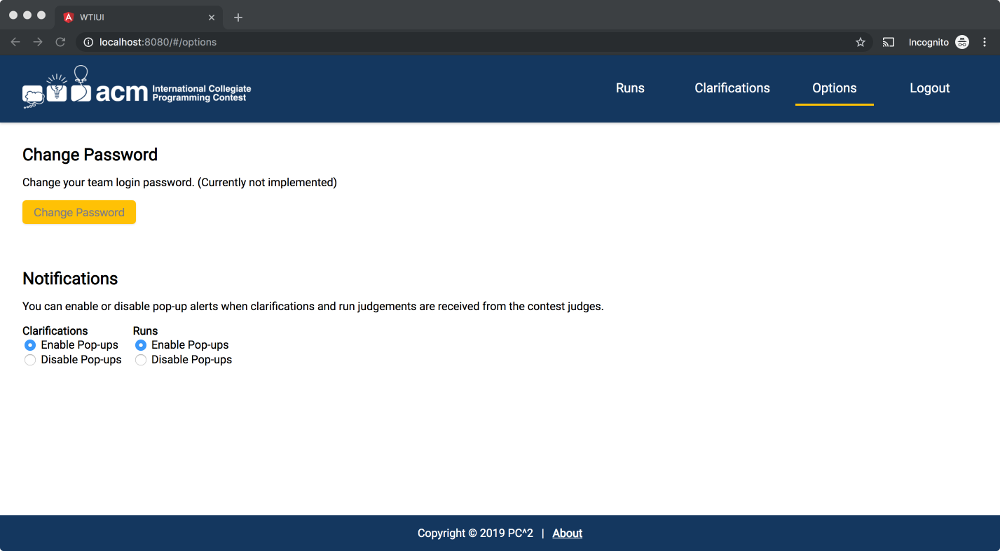 WTIUI
localhost:8080/#/options
Incognito
acm International Collegiate
Programming Contest
Runs Clarifications Options Logout
Change Password
Change your team login password. (Currently not implemented)
Change Password
Notifications
You can enable or disable pop-up alerts when clarifications and run judgements are received from the contest judges.
Clarifications Runs
Enable Pop-ups Enable Pop-ups
Disable Pop-ups Disable Pop-ups
Copyright © 2019 PC^2 | About